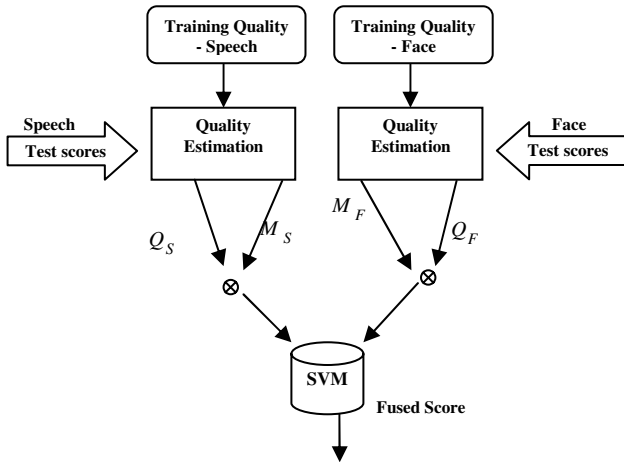 Training Quality
- Speech
Training Quality
- Face
Speech
Test scores
Quality
Estimation
Quality
Estimation
Face
Test scores
Q_S
M_S
M_F
Q_F
SVM
Fused Score